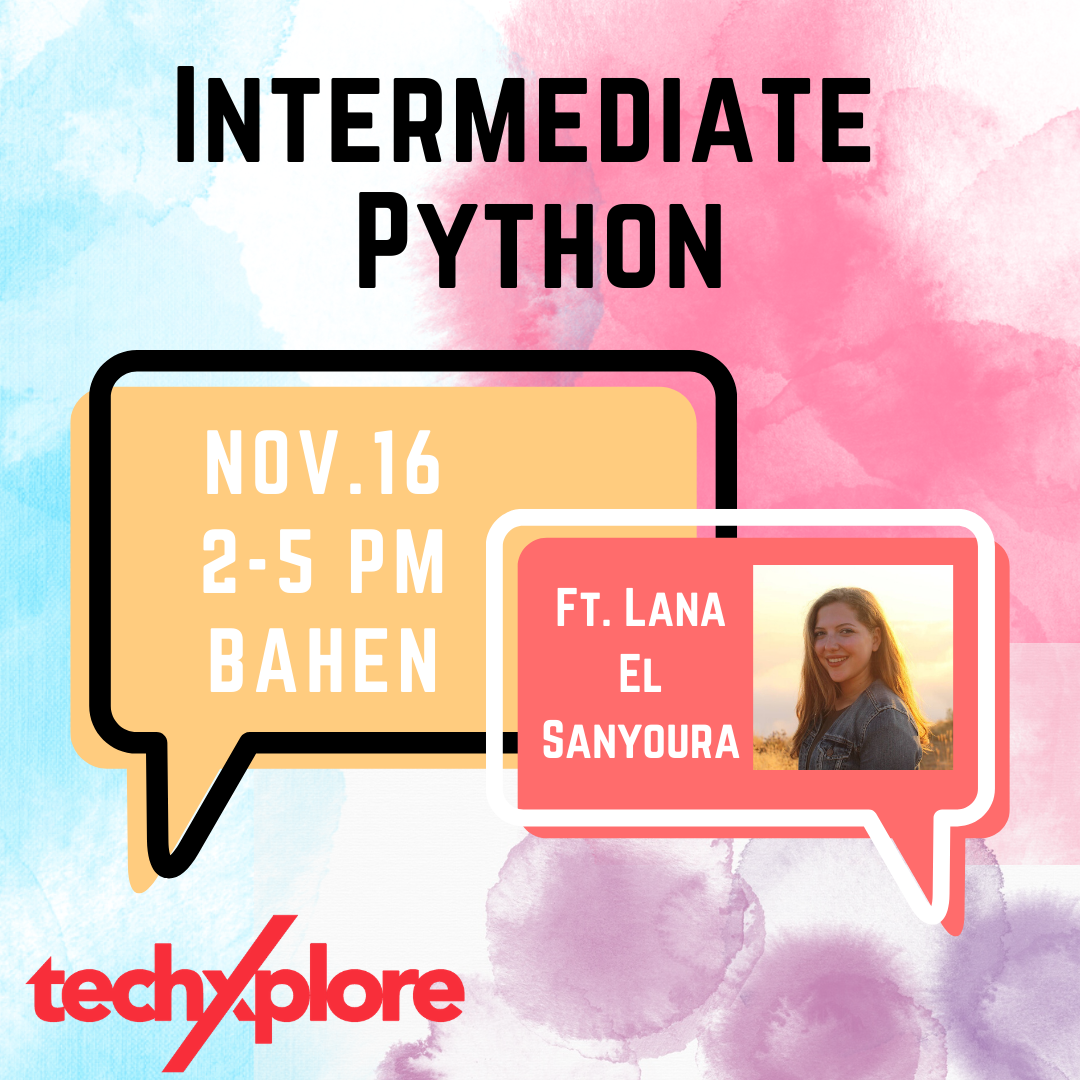 Intermediate
Python
NOV.16
2-5 PM
BAHEN
Ft. Lana
El
Sanyoura
techXplore